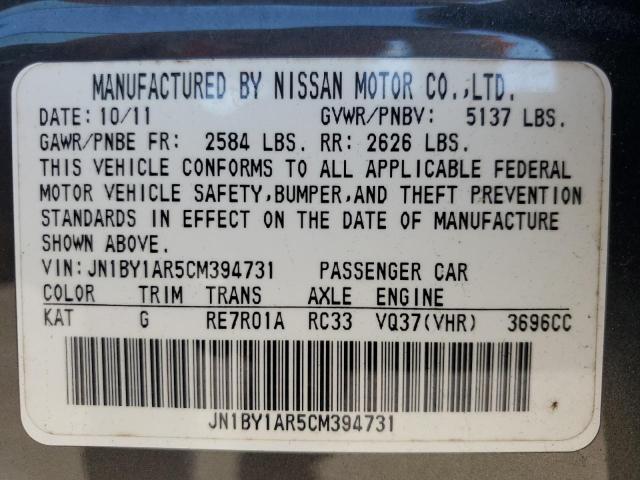 MANUFACTURED BY NISSAN MOTOR CO.,LTD.
DATE: 10/11 GVWR/PNBV: 5137 LBS.
GAWR/PNBE FR: 2584 LBS. RR: 2626 LBS.
THIS VEHICLE CONFORMS TO ALL APPLICABLE FEDERAL
MOTOR VEHICLE SAFETY,BUMPER,AND THEFT PREVENTION
STANDARDS IN EFFECT ON THE DATE OF MANUFACTURE
SHOWN ABOVE.
VIN:JN1BY1AR5CM394731 PASSENGER CAR
COLOR TRIM TRANS AXLE ENGINE
KAT G RE7R01A RC33 VQ37(VHR) 3696CC
JN1BY1AR5CM394731